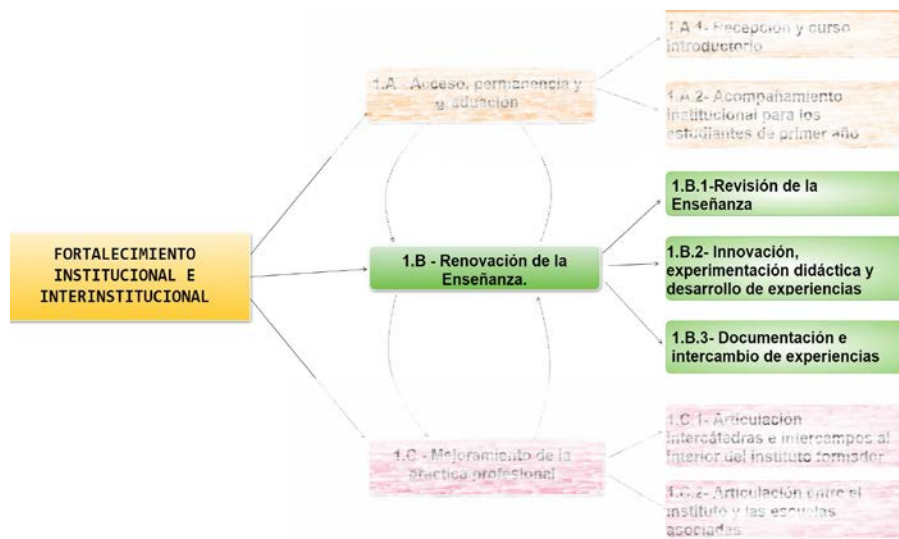 FORTALECIMIENTO
INSTITUCIONAL E
INTERINSTITUCIONAL
1.A - Acceso, permanencia y
graduación
1.A.1- Recepción y curso
introductorio
1.A.2- Acompañamiento
institucional para los
estudiantes de primer año
1.B - Renovación de la
Enseñanza.
1.B.1-Revisión de la
Enseñanza
1.B.2- Innovación,
experimentación didáctica y
desarrollo de experiencias
1.B.3- Documentación e
intercambio de experiencias
1.C - Mejoramiento de la
práctica profesional
1.C.1- Articulación
intercátedras e intercampos al
interior del instituto formador
1.C.2- Articulación entre el
instituto y las escuelas
asociadas